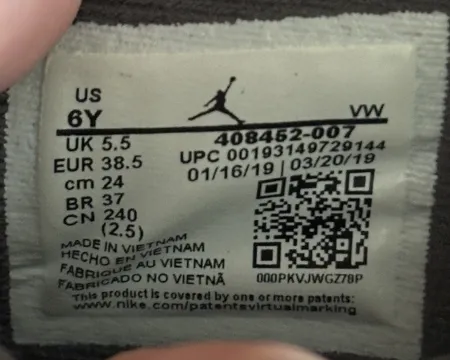 US
6Y
VW
UK 5.5
EUR 38.5
cm 24
BR 37
CN 240
(2.5)
408452-007
UPC 00193149729144
01/16/19 | 03/20/19
MADE IN VIETNAM
HECHO EN VIETNAM
FABRIQUE AU VIETNAM
FABRICADO NO VIETNÃ
000PKVJWGZ78P
This product is covered by one or more patents:
www.nike.com/patentsvirtualmarking